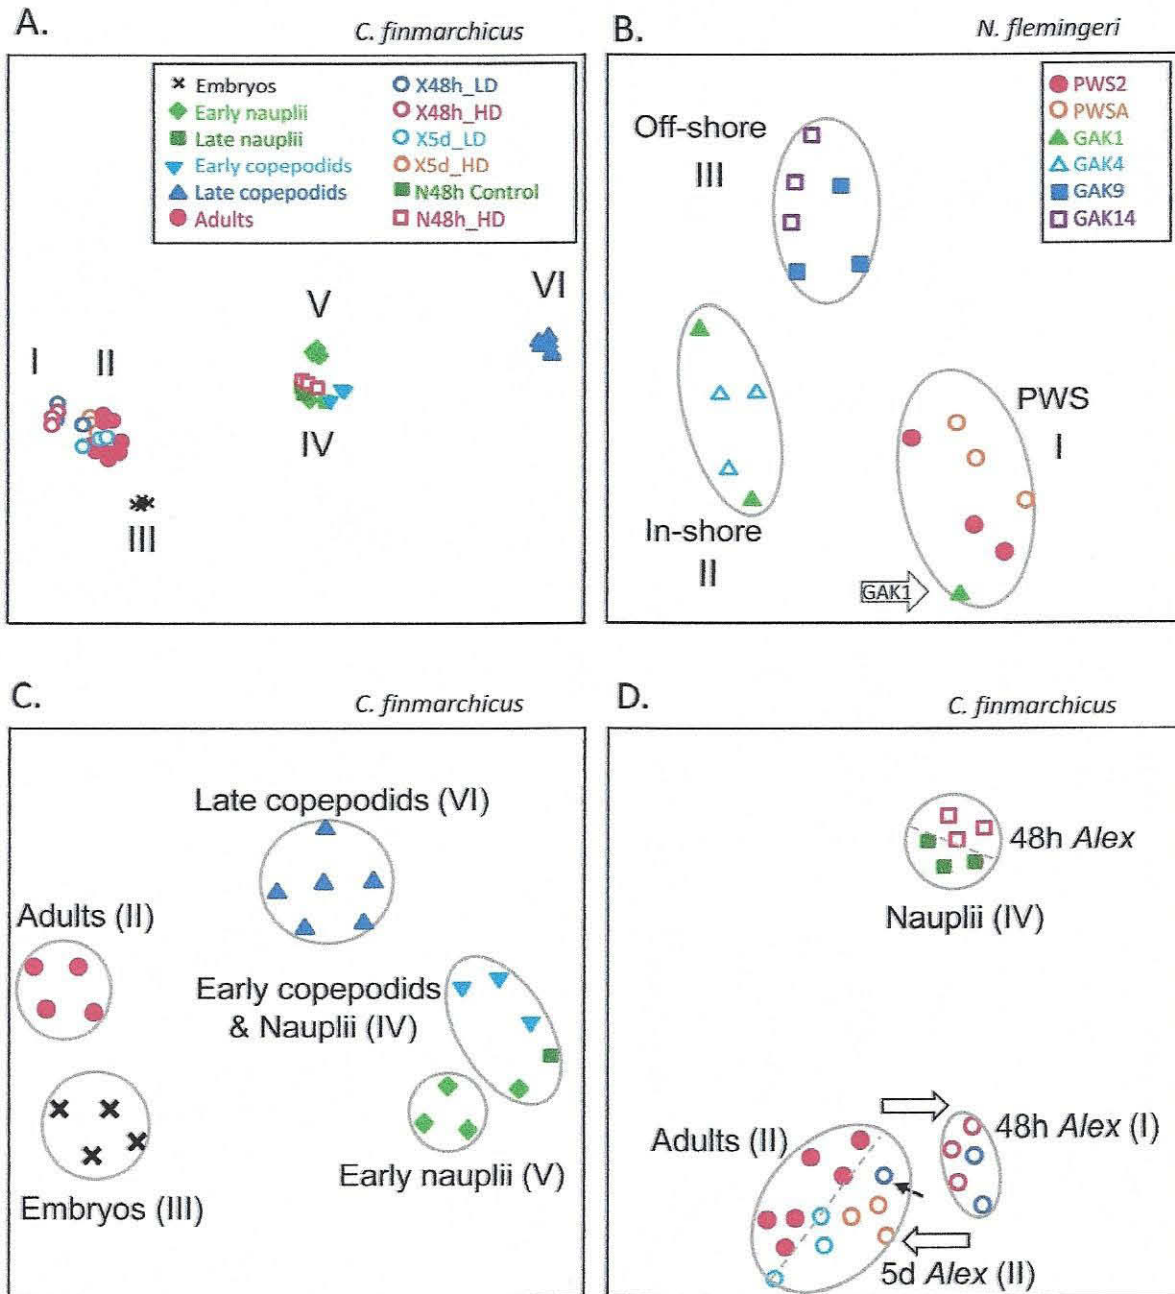 A.
C. finmarchicus
Embryos
Early nauplii
Late nauplii
Early copepodids
Late copepodids
Adults
X48h_LD
X48h_HD
X5d_LD
X5d_HD
N48h Control
N48h_HD
I
II
III
IV
V
VI
B.
N. flemingeri
PWS2
PWSA
GAK1
GAK4
GAK9
GAK14
Off-shore
III
PWS
I
In-shore
II
GAK1
C.
C. finmarchicus
Late copepodids (VI)
Adults (II)
Early copepodids
& Nauplii (IV)
Early nauplii (V)
Embryos (III)
D.
C. finmarchicus
48h Alex
Nauplii (IV)
Adults (II)
48h Alex (I)
5d Alex (II)